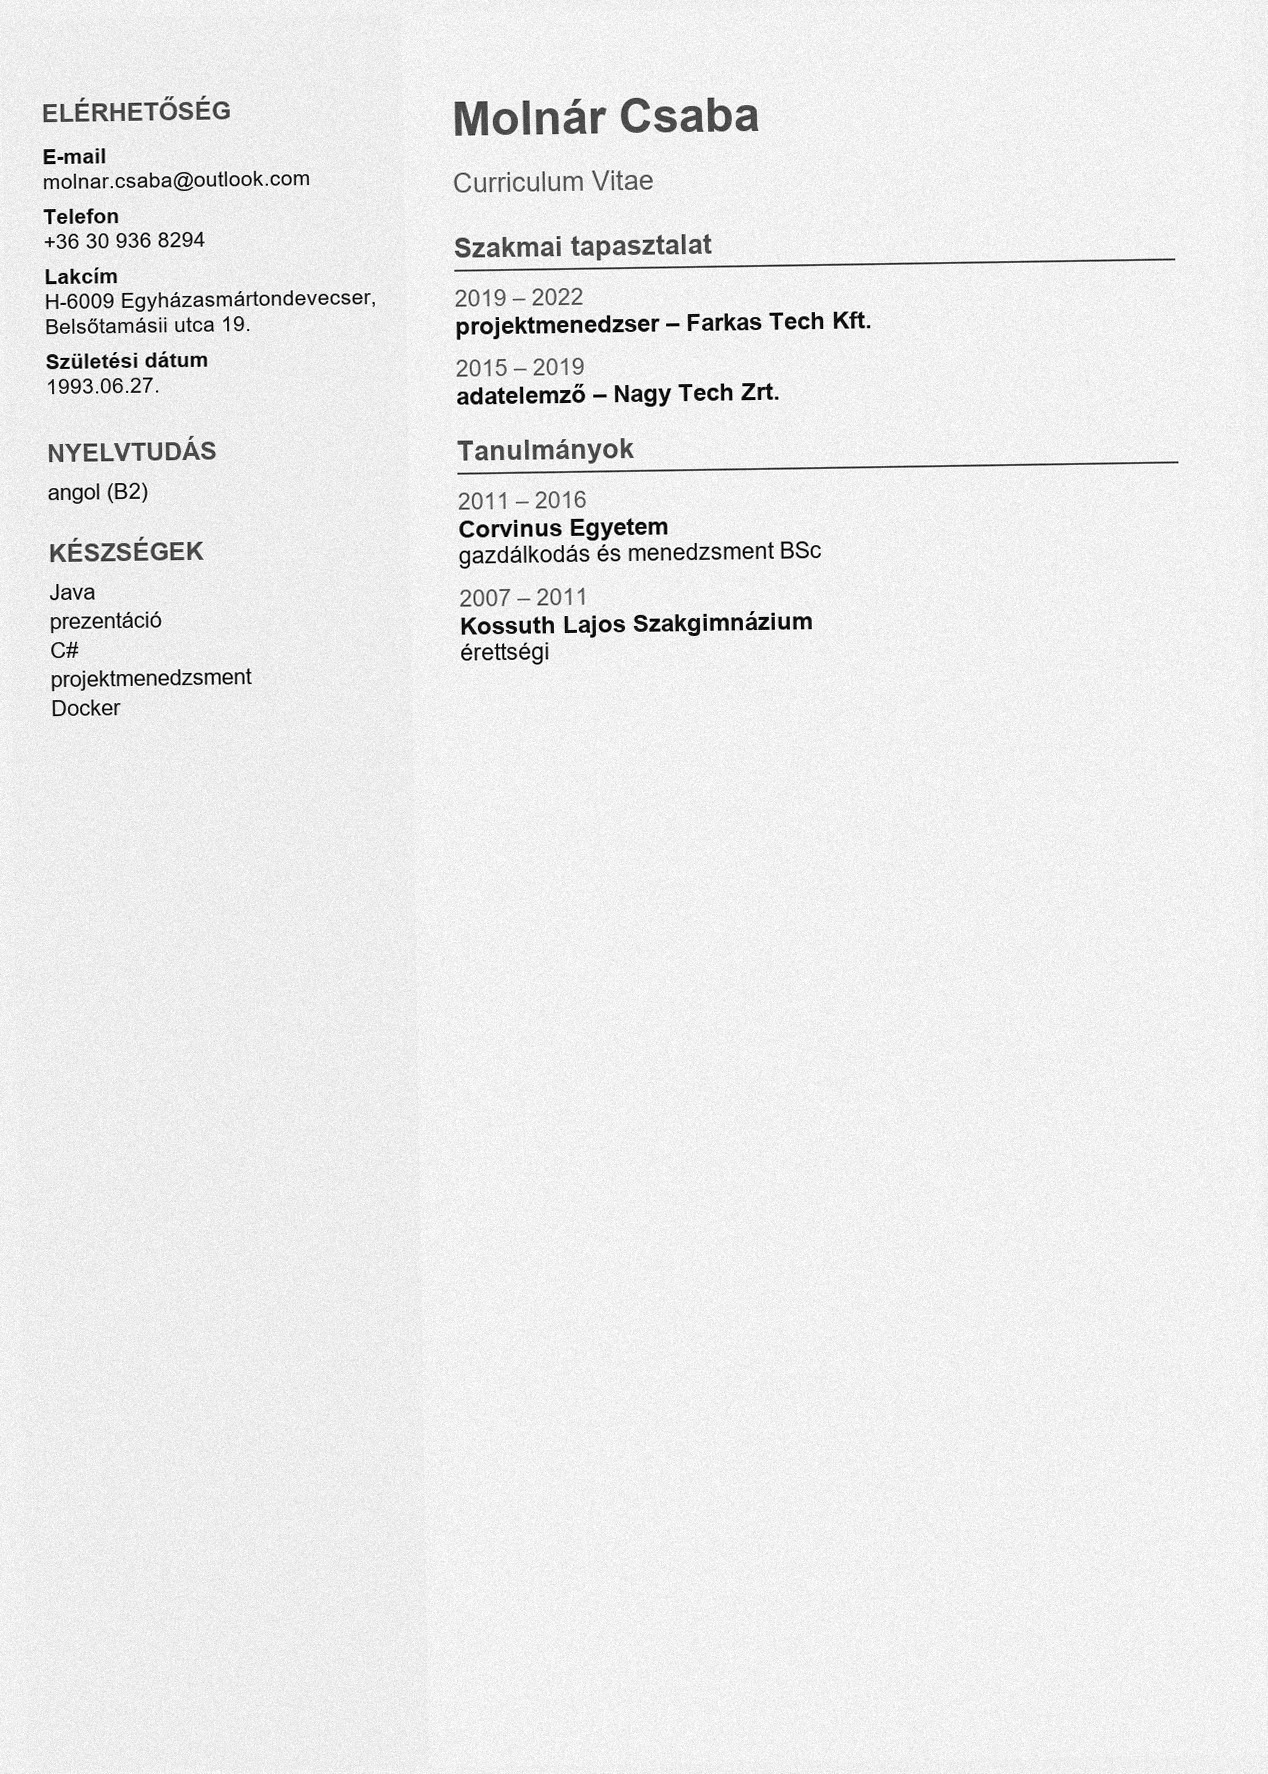 ELÉRHETŐSÉG
E-mail
molnar.csaba@outlook.com
Telefon
+36 30 936 8294
Lakcím
H-6009 Egyházasmártondevecser,
Belsőtamásii utca 19.
Születési dátum
1993.06.27.
NYELVTUDÁS
angol (B2)
KÉSZSÉGEK
Java
prezentáció
C#
projektmenedzsment
Docker
Molnár Csaba
Curriculum Vitae
Szakmai tapasztalat
2019 – 2022
projektmenedzser – Farkas Tech Kft.
2015 – 2019
adatelemző – Nagy Tech Zrt.
Tanulmányok
2011 – 2016
Corvinus Egyetem
gazdálkodás és menedzsment BSc
2007 – 2011
Kossuth Lajos Szakgimnázium
érettségi